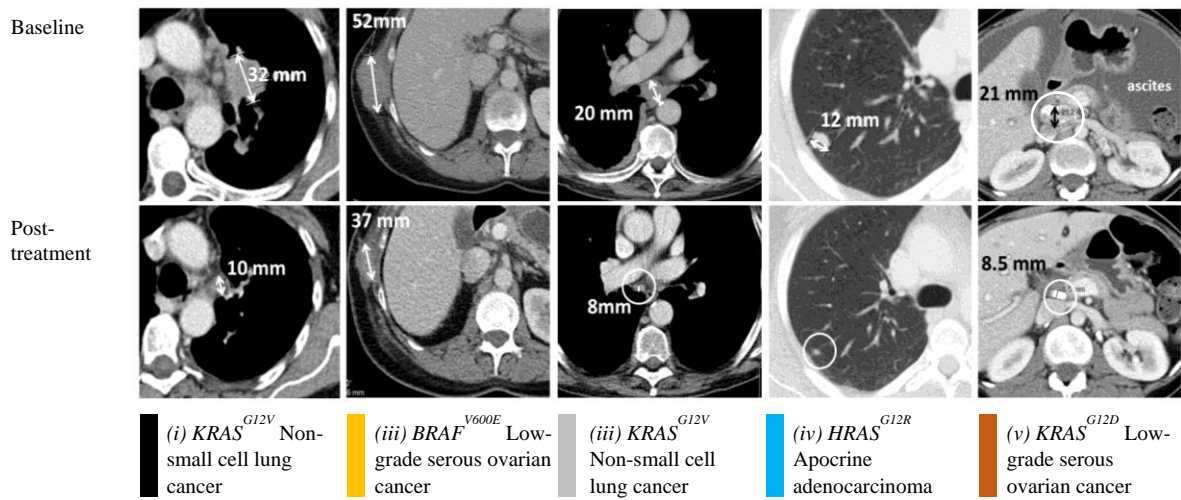 Baseline
32 mm
52mm
20 mm
12 mm
21 mm
ascites
Post-
treatment
10 mm
37 mm
8mm
8.5 mm
(i) KRAS^G12V Non-
small cell lung
cancer
(iii) BRAF^V600E Low-
grade serous ovarian
cancer
(iii) KRAS^G12V
Non-small cell
lung cancer
(iv) HRAS^G12R
Apocrine
adenocarcinoma
(v) KRAS^G12D Low-
grade serous
ovarian cancer